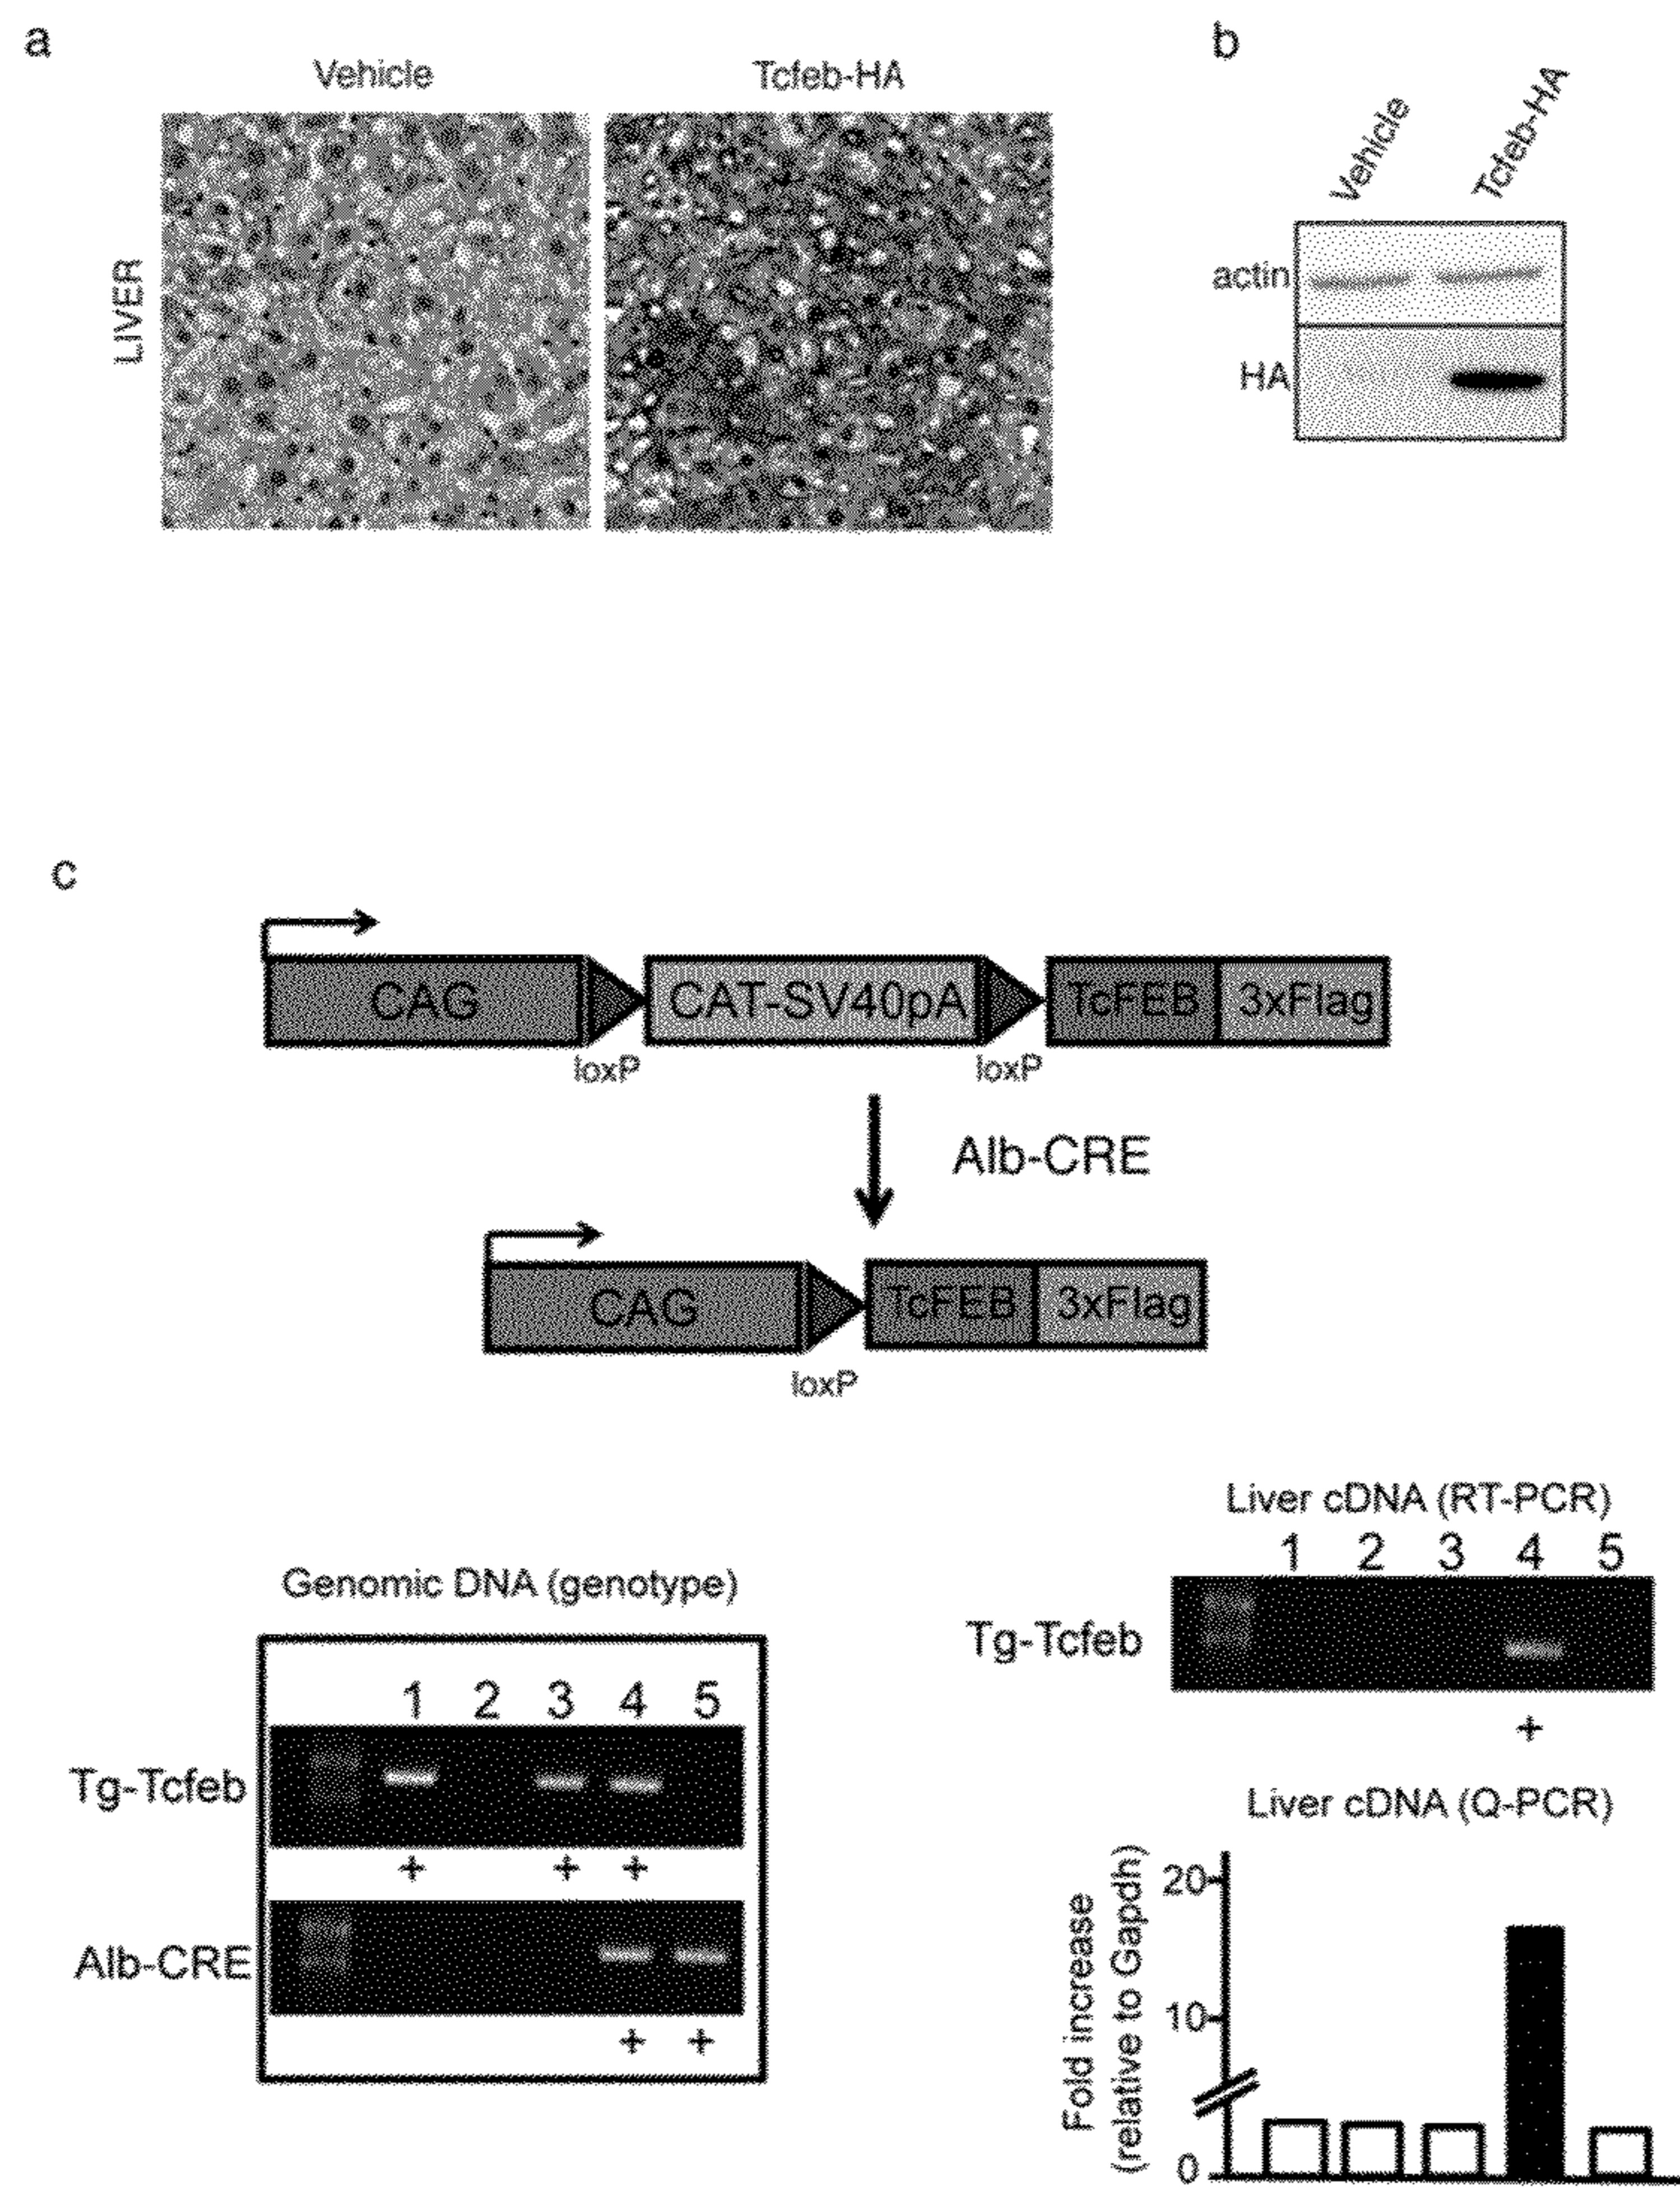 a
Vehicle
Tcfeb-HA
LIVER
b
Vehicle
Tcfeb-HA
actin
HA
c
CAG
CAT-SV40pA
TcFEB
3xFlag
loxP
loxP
Alb-CRE
CAG
TcFEB
3xFlag
loxP
Genomic DNA (genotype)
1 2 3 4 5
Tg-Tcfeb
+ + +
Alb-CRE
+ +
Liver cDNA (RT-PCR)
1 2 3 4 5
Tg-Tcfeb
+
Liver cDNA (Q-PCR)
Fold increase
(relative to Gapdh)
20
10
0